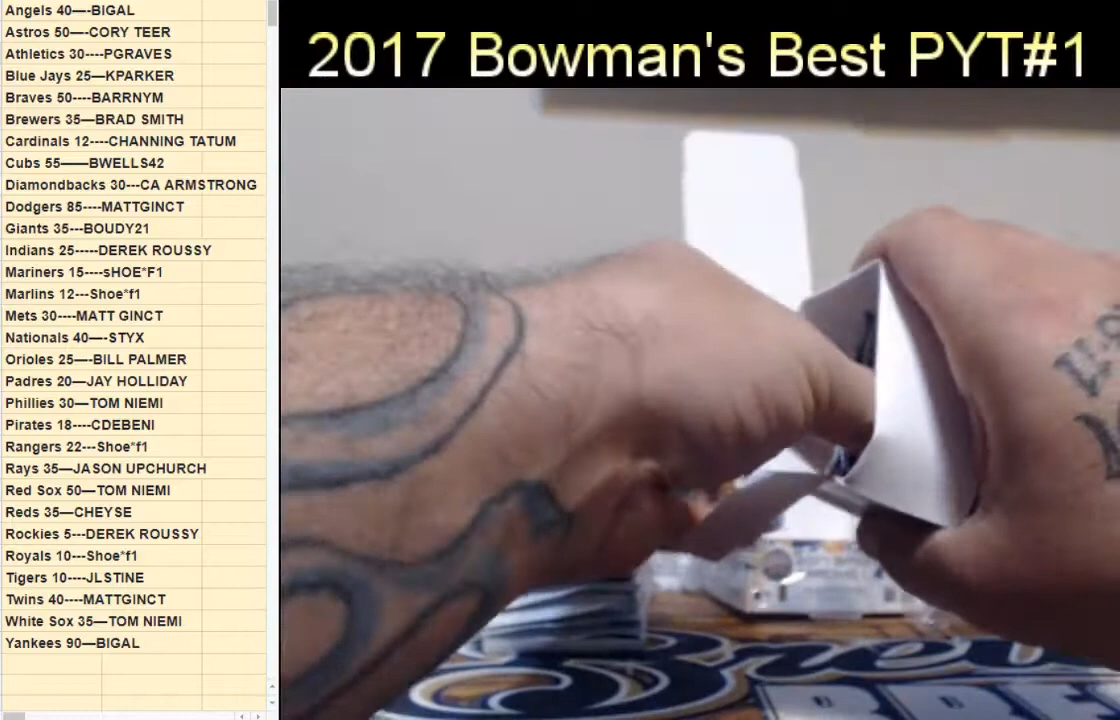 Angels 40—-BIGAL
Astros 50—-CORY TEER
Athletics 30----PGRAVES
Blue Jays 25—KPARKER
Braves 50----BARRNYM
Brewers 35—BRAD SMITH
Cardinals 12----CHANNING TATUM
Cubs 55——BWELLS42
Diamondbacks 30---CA ARMSTRONG
Dodgers 85----MATTGINCT
Giants 35---BOUDY21
Indians 25-----DEREK ROUSSY
Mariners 15----sHOE*F1
Marlins 12---Shoe*f1
Mets 30----MATT GINCT
Nationals 40—-STYX
Orioles 25—-BILL PALMER
Padres 20—JAY HOLLIDAY
Phillies 30—TOM NIEMI
Pirates 18----CDEBENI
Rangers 22---Shoe*f1
Rays 35—JASON UPCHURCH
Red Sox 50—TOM NIEMI
Reds 35—CHEYSE
Rockies 5---DEREK ROUSSY
Royals 10---Shoe*f1
Tigers 10----JLSTINE
Twins 40----MATTGINCT
White Sox 35—TOM NIEMI
Yankees 90—BIGAL
2017 Bowman's Best PYT#1